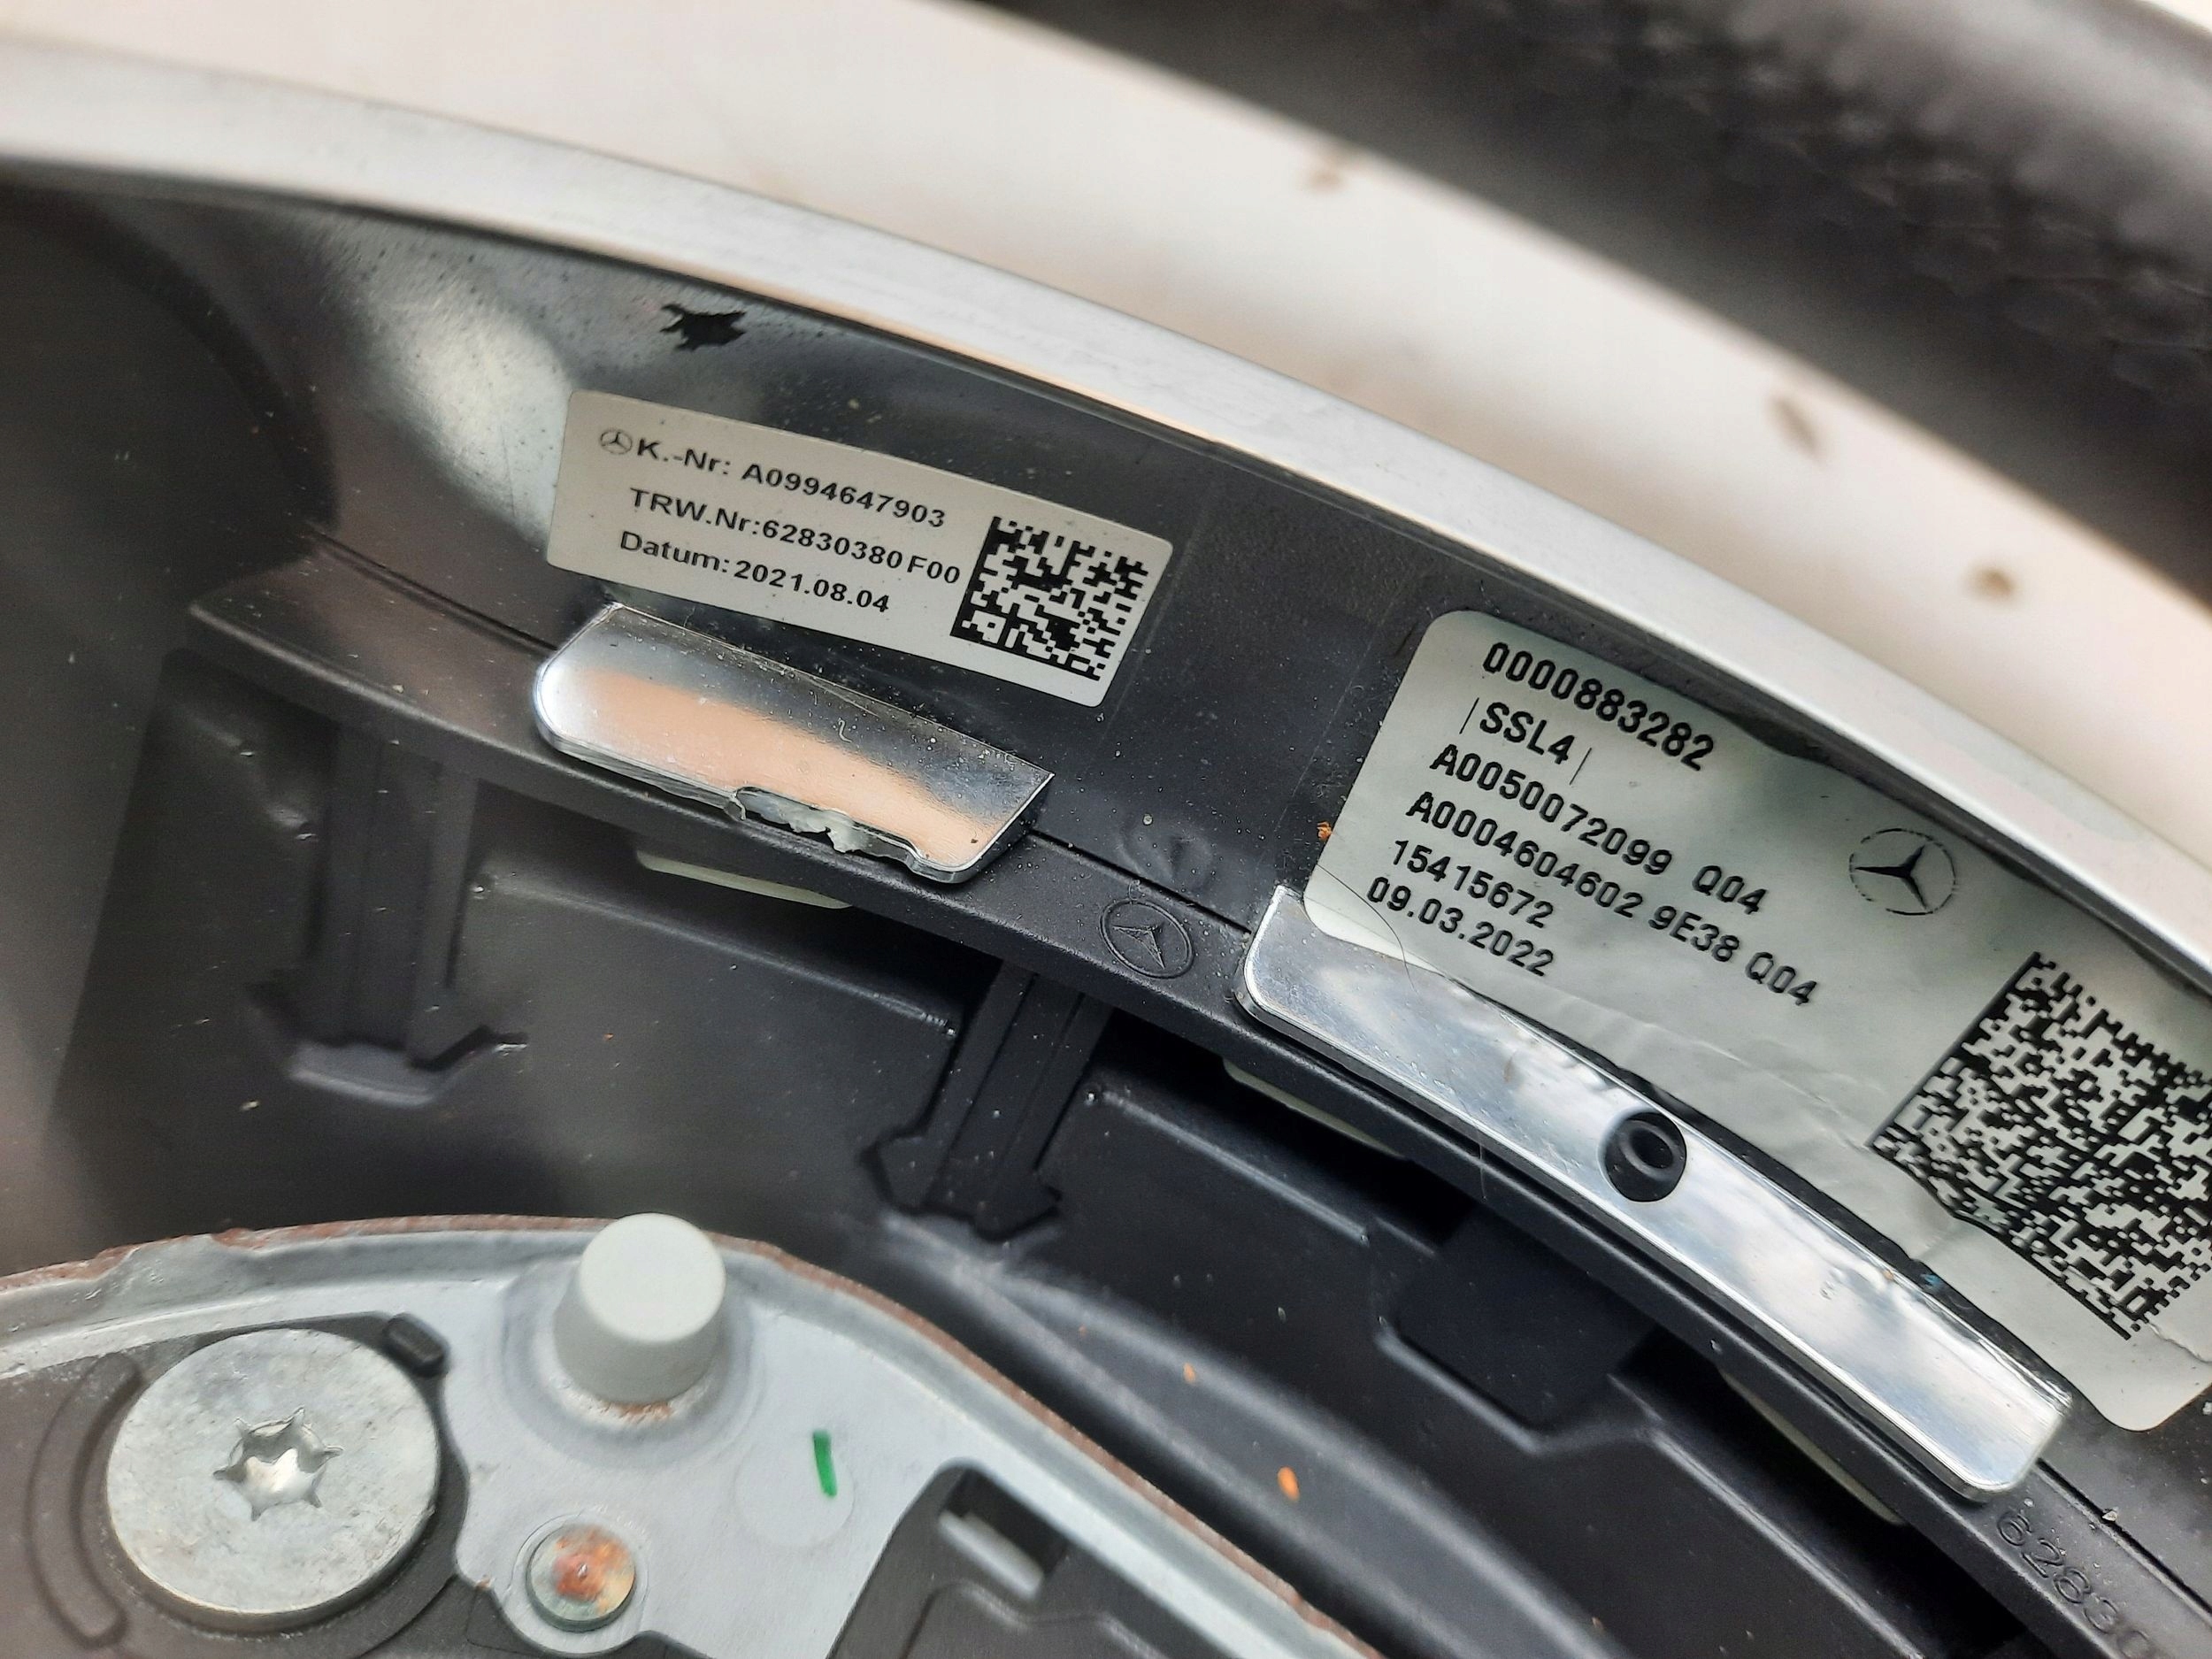 K.-Nr: A0994647903
TRW.Nr:62830380 F00
Datum:2021.08.04
0000883282
|SSL4|
A0050072099 Q04
A0004604602 9E38 Q04
15415672
09.03.2022
62830